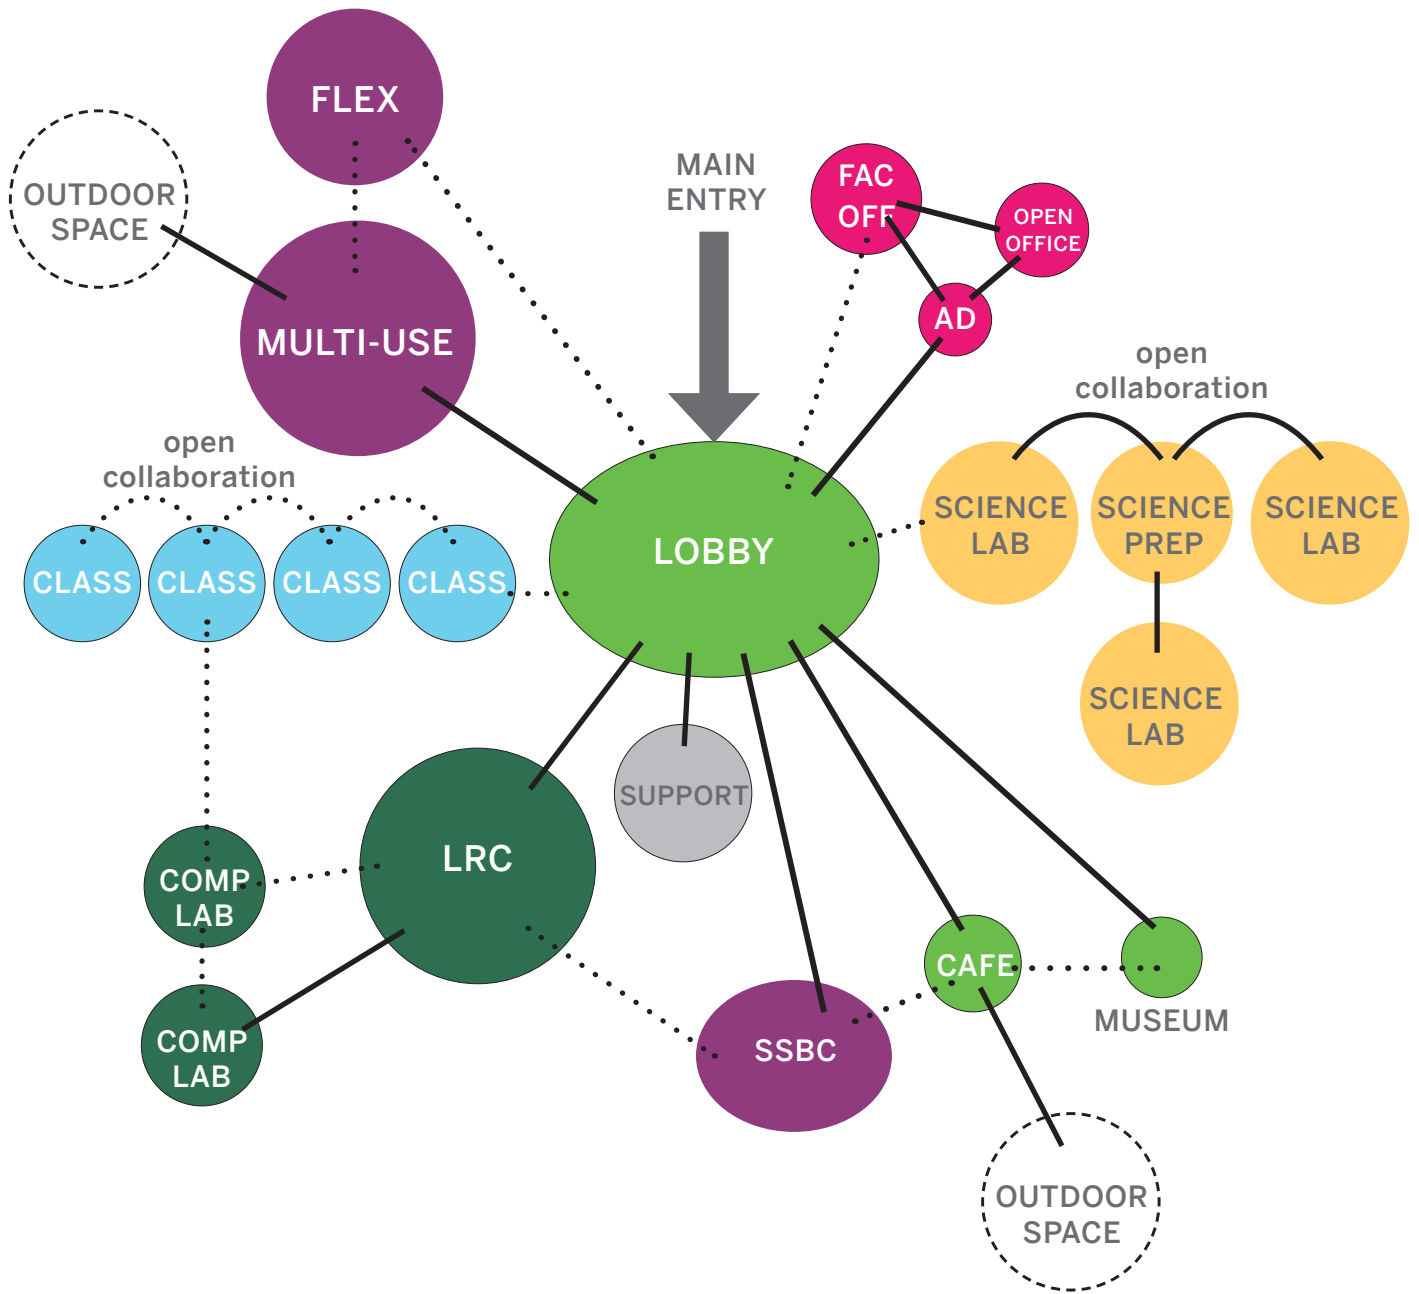 FLEX
OUTDOOR
SPACE
MULTI-USE
MAIN
ENTRY
FAC
OFF
OPEN
OFFICE
AD
open
collaboration
open
collaboration
CLASS
CLASS
CLASS
CLASS
LOBBY
SCIENCE
LAB
SCIENCE
PREP
SCIENCE
LAB
SCIENCE
LAB
SUPPORT
LRC
COMP
LAB
COMP
LAB
SSBC
CAFE
MUSEUM
OUTDOOR
SPACE